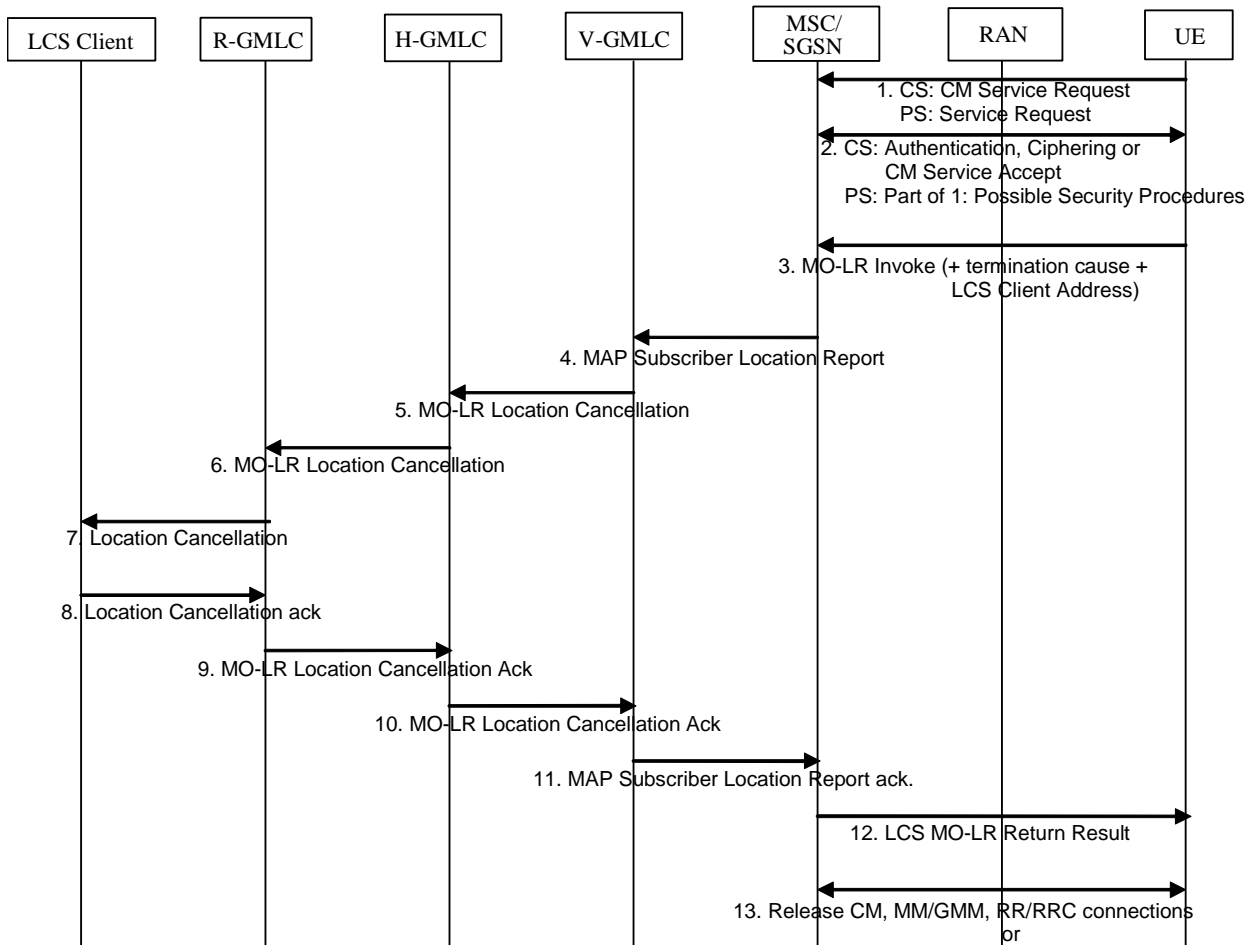 LCS Client
R-GMLC
H-GMLC
V-GMLC
MSC/
SGSN
RAN
UE
1. CS: CM Service Request
PS: Service Request
2. CS: Authentication, Ciphering or
CM Service Accept
PS: Part of 1: Possible Security Procedures
3. MO-LR Invoke (+ termination cause +
LCS Client Address)
4. MAP Subscriber Location Report
5. MO-LR Location Cancellation
6. MO-LR Location Cancellation
7. Location Cancellation
8. Location Cancellation ack
9. MO-LR Location Cancellation Ack
10. MO-LR Location Cancellation Ack
11. MAP Subscriber Location Report ack.
12. LCS MO-LR Return Result
13. Release CM, MM/GMM, RR/RRC connections
or